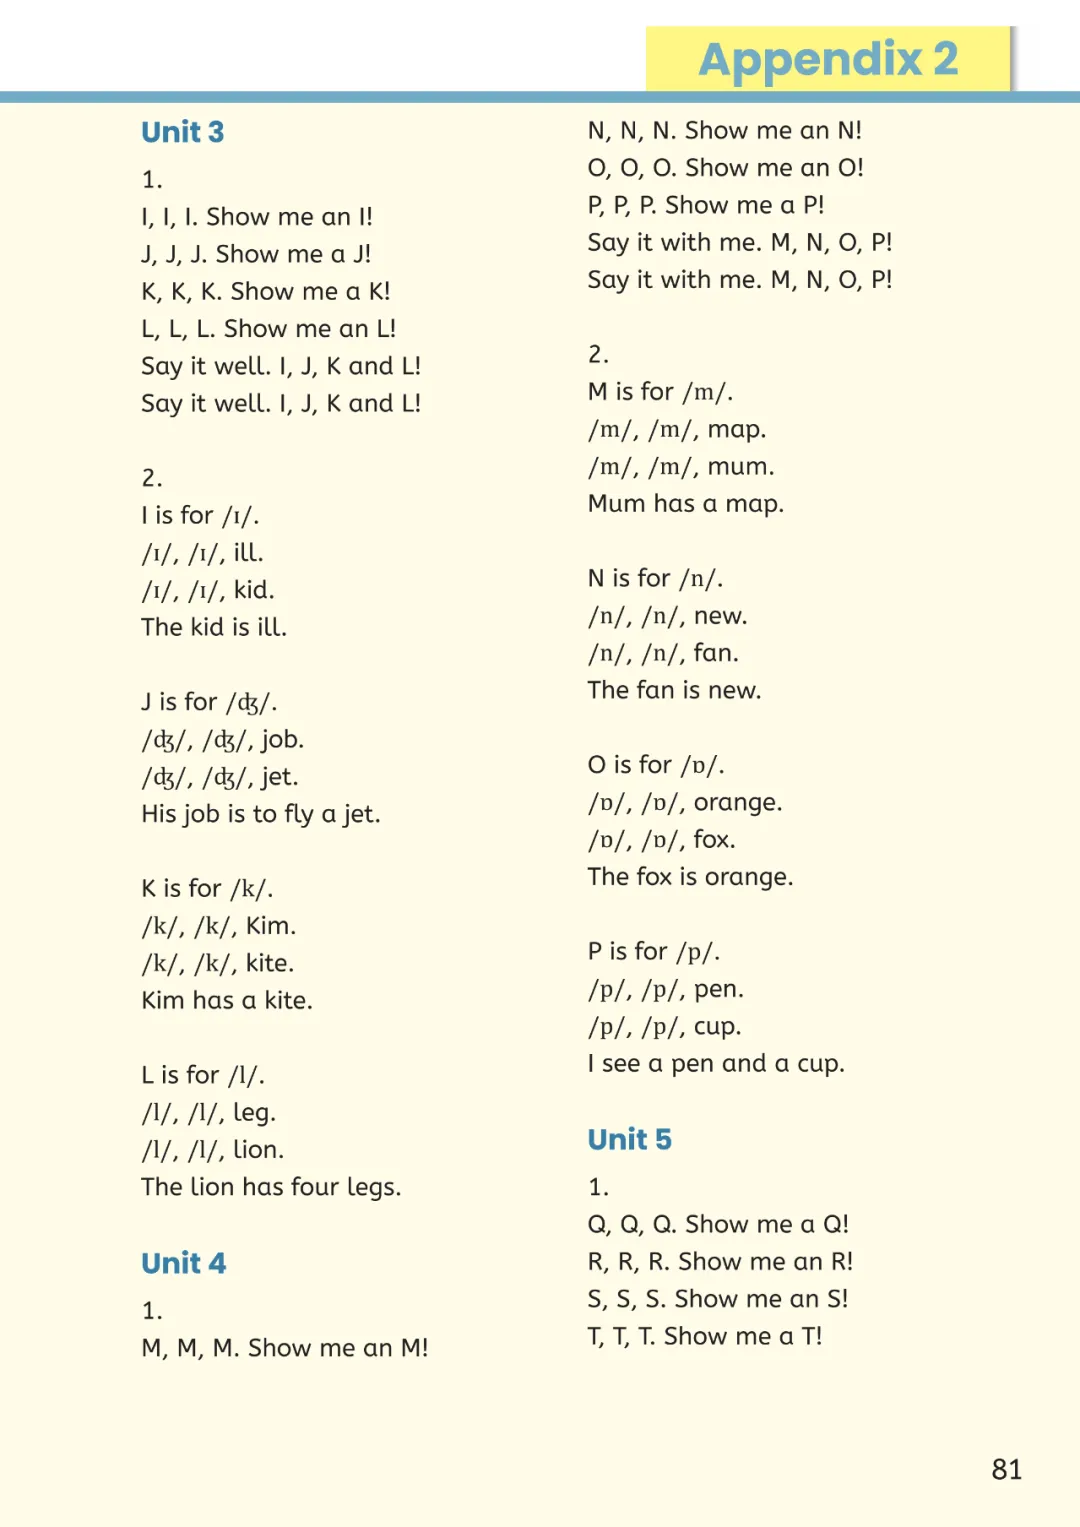 Appendix 2
Unit 3
1.
I, I, I. Show me an I!
J, J, J. Show me a J!
K, K, K. Show me a K!
L, L, L. Show me an L!
Say it well. I, J, K and L!
Say it well. I, J, K and L!
2.
I is for /ɪ/.
/ɪ/, /ɪ/, ill.
/ɪ/, /ɪ/, kid.
The kid is ill.
J is for /ʤ/.
/ʤ/, /ʤ/, job.
/ʤ/, /ʤ/, jet.
His job is to fly a jet.
K is for /k/.
/k/, /k/, Kim.
/k/, /k/, kite.
Kim has a kite.
L is for /l/.
/l/, /l/, leg.
/l/, /l/, lion.
The lion has four legs.
Unit 4
1.
M, M, M. Show me an M!
N, N, N. Show me an N!
O, O, O. Show me an O!
P, P, P. Show me a P!
Say it with me. M, N, O, P!
Say it with me. M, N, O, P!
2.
M is for /m/.
/m/, /m/, map.
/m/, /m/, mum.
Mum has a map.
N is for /n/.
/n/, /n/, new.
/n/, /n/, fan.
The fan is new.
O is for /ɒ/.
/ɒ/, /ɒ/, orange.
/ɒ/, /ɒ/, fox.
The fox is orange.
P is for /p/.
/p/, /p/, pen.
/p/, /p/, cup.
I see a pen and a cup.
Unit 5
1.
Q, Q, Q. Show me a Q!
R, R, R. Show me an R!
S, S, S. Show me an S!
T, T, T. Show me a T!
81